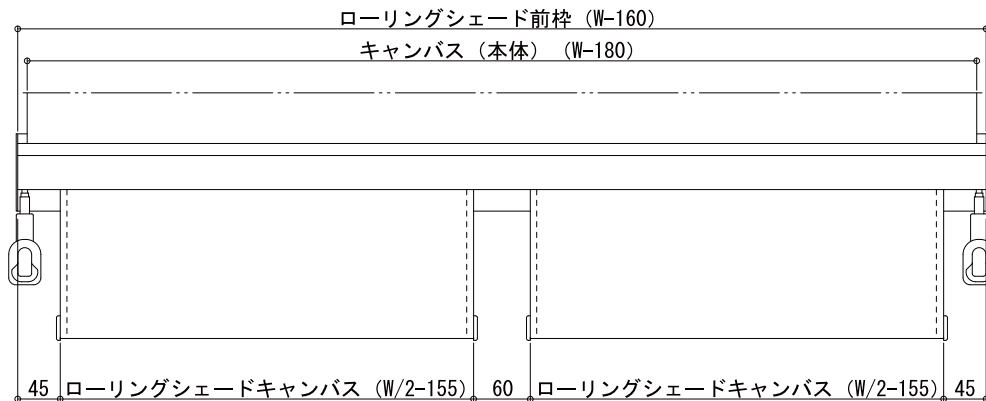 ローリングシェード前枠 (W-160)
キャンバス (本体) (W-180)
45 ローリングシェードキャンバス (W/2-155) 60 ローリングシェードキャンバス (W/2-155) 45